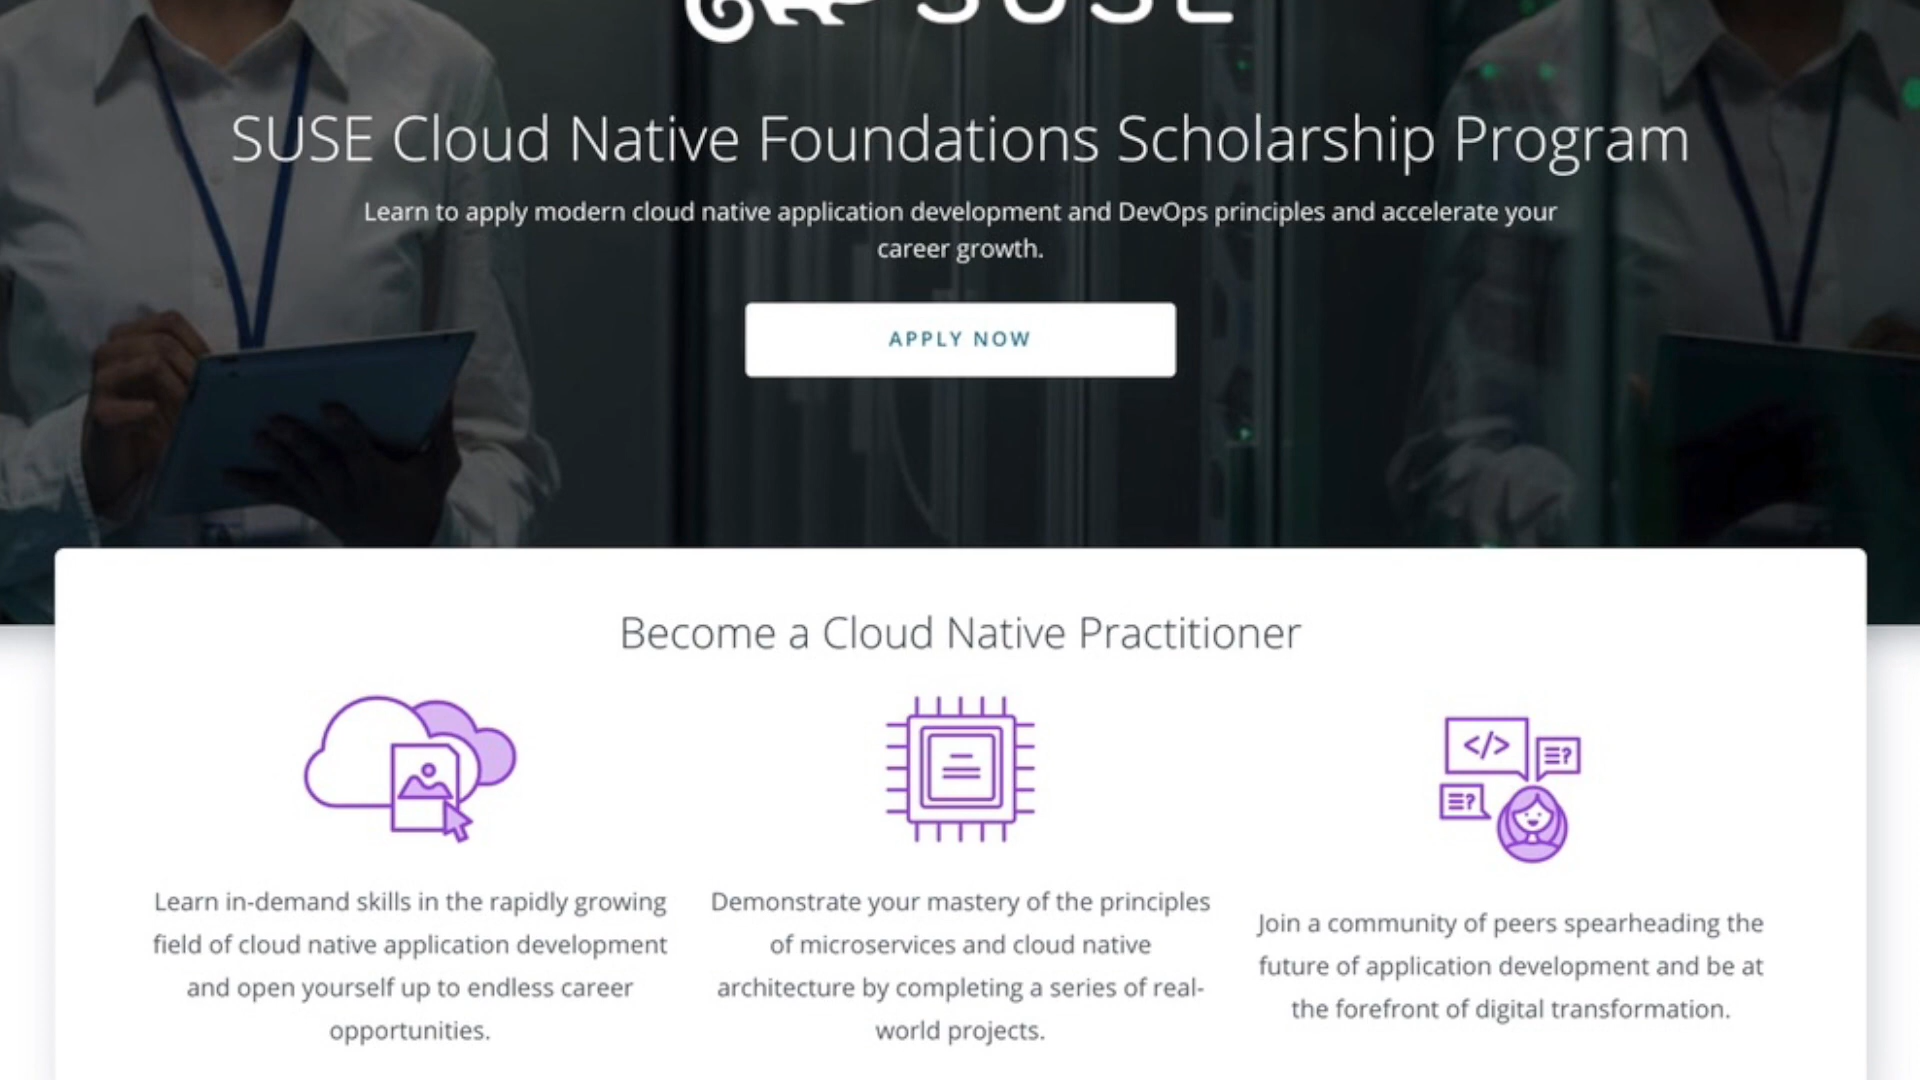 SUSE
SUSE Cloud Native Foundations Scholarship Program
Learn to apply modern cloud native application development and DevOps principles and accelerate your
career growth.
APPLY NOW
Become a Cloud Native Practitioner
</>
Learn in-demand skills in the rapidly growing
field of cloud native application development
and open yourself up to endless career
opportunities.
Demonstrate your mastery of the principles
of microservices and cloud native
architecture by completing a series of real-
world projects.
Join a community of peers spearheading the
future of application development and be at
the forefront of digital transformation.